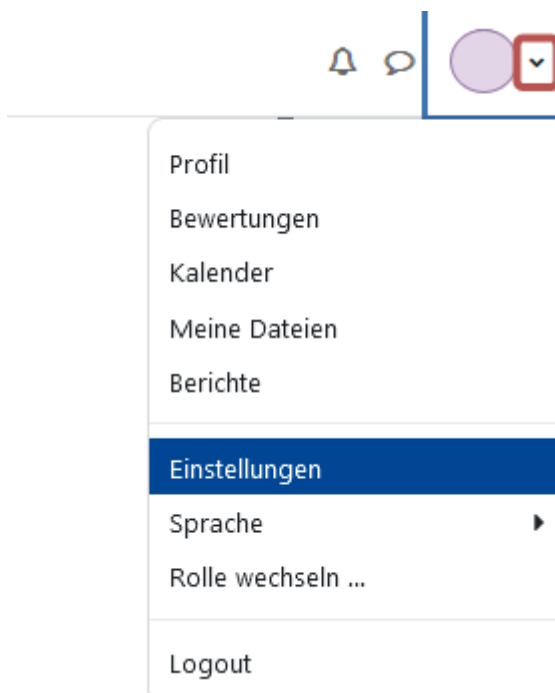 Profil
Bewertungen
Kalender
Meine Dateien
Berichte
Einstellungen
Sprache
Rolle wechseln ...
Logout